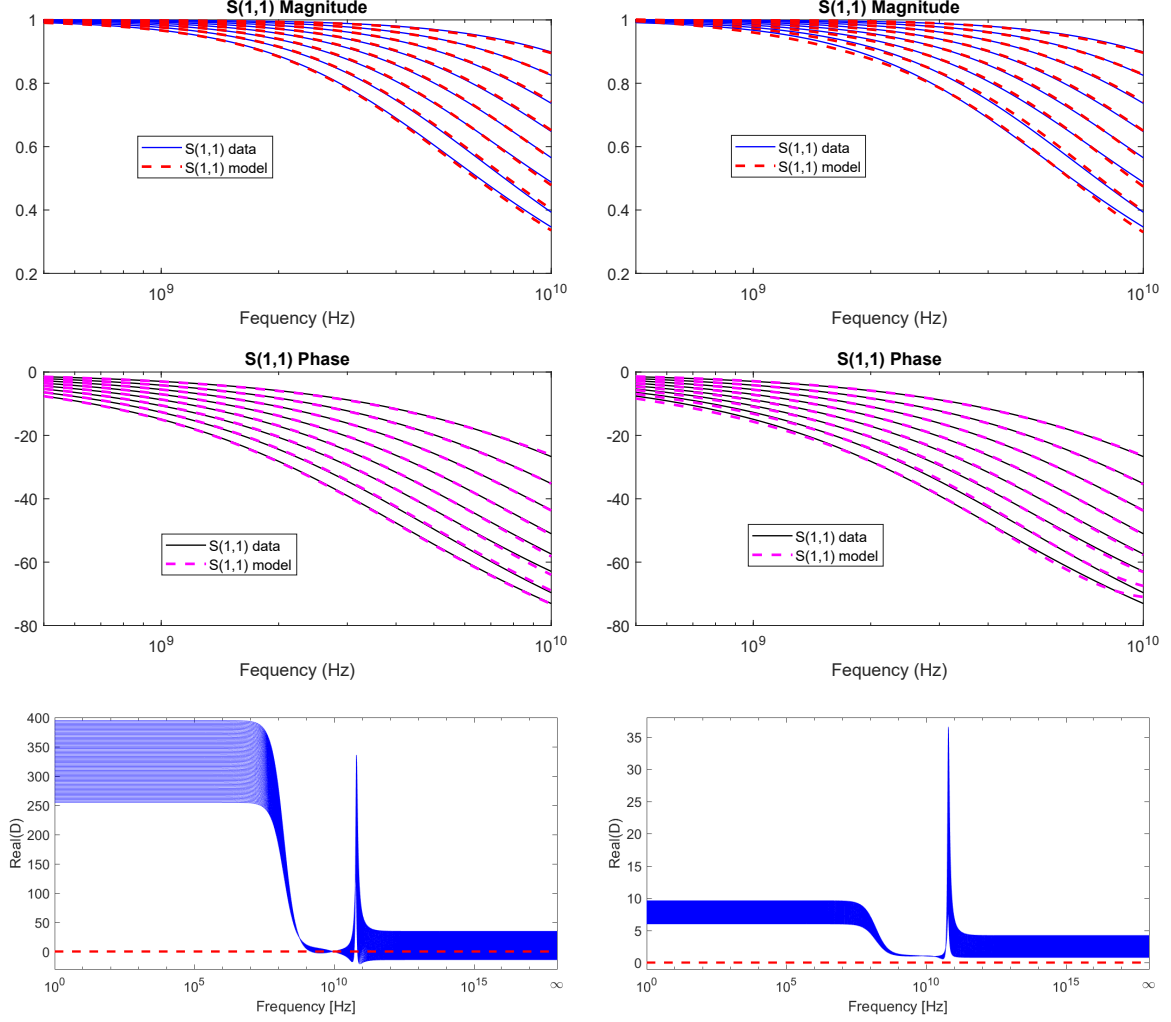 S(1,1) Magnitude
1
0.8
0.6
0.4
0.2
S(1,1) data
S(1,1) model
10^9
10^10
Fequency (Hz)
S(1,1) Magnitude
1
0.8
0.6
0.4
0.2
S(1,1) data
S(1,1) model
10^9
10^10
Fequency (Hz)
S(1,1) Phase
0
-20
-40
-60
-80
S(1,1) data
S(1,1) model
10^9
10^10
Fequency (Hz)
S(1,1) Phase
0
-20
-40
-60
-80
S(1,1) data
S(1,1) model
10^9
10^10
Fequency (Hz)
400
350
300
250
200
150
100
50
0
Real(D)
10^0
10^5
10^10
10^15
∞
Frequency [Hz]
35
30
25
20
15
10
5
0
Real(D)
10^0
10^5
10^10
10^15
∞
Frequency [Hz]